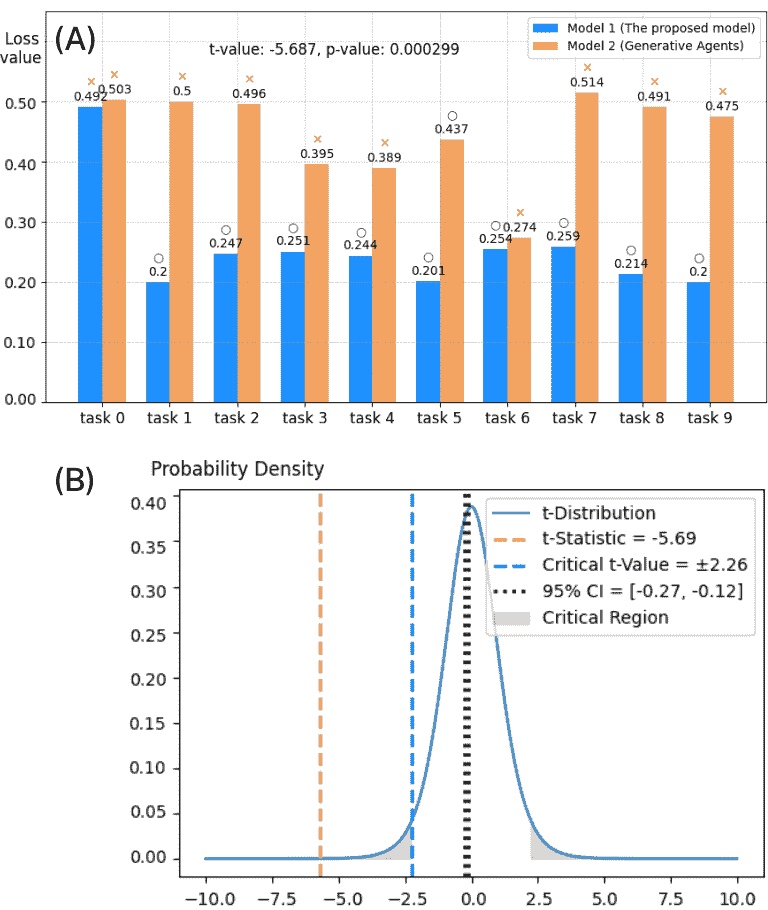 (A)
Loss
value
t-value: -5.687, p-value: 0.000299
Model 1 (The proposed model)
Model 2 (Generative Agents)
0.50
0.40
0.30
0.20
0.10
0.00
× × × × × × ○ × × × ×
0.492 0.503 0.5 0.496 0.395 0.389 0.437 0.274 0.514 0.491 0.475
○ ○ ○ ○ ○ ○ ○ ○ ○
0.2 0.247 0.251 0.244 0.201 0.254 0.259 0.214 0.2
task 0 task 1 task 2 task 3 task 4 task 5 task 6 task 7 task 8 task 9
(B)
Probability Density
0.40
0.35
0.30
0.25
0.20
0.15
0.10
0.05
0.00
t-Distribution
t-Statistic = -5.69
Critical t-Value = ±2.26
95% CI = [-0.27, -0.12]
Critical Region
−10.0 −7.5 −5.0 −2.5 0.0 2.5 5.0 7.5 10.0